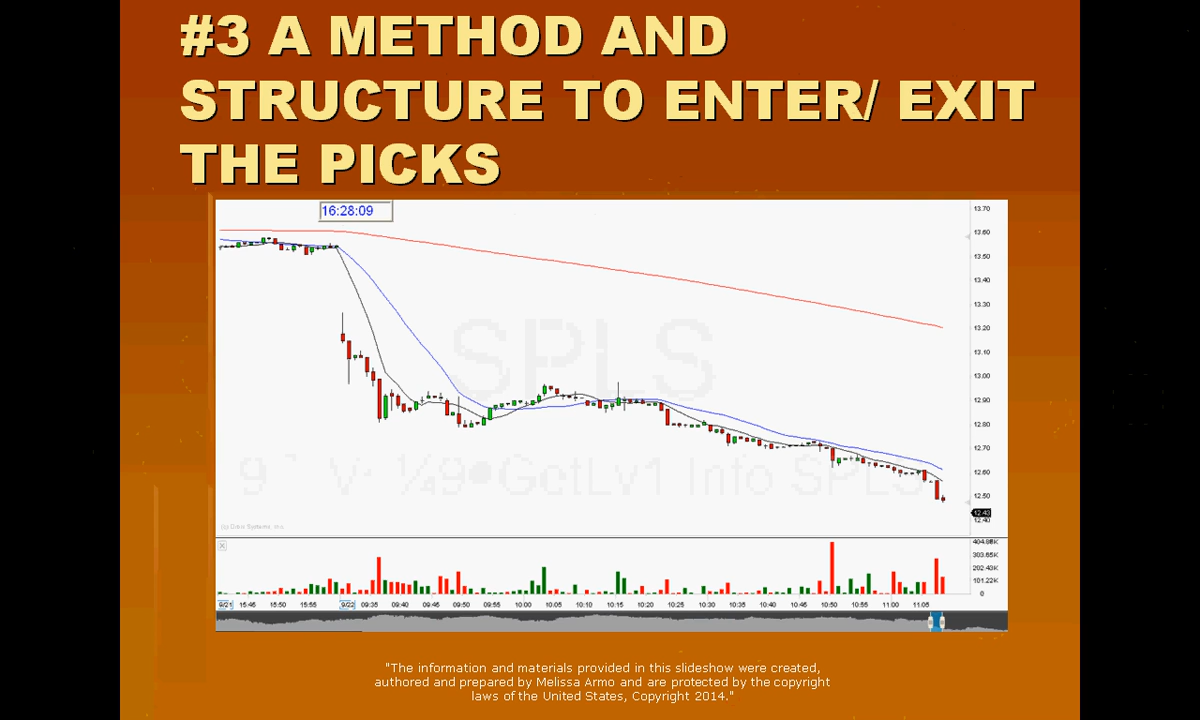 #3 A METHOD AND
STRUCTURE TO ENTER/ EXIT
THE PICKS
16:28:09
13.70
13.60
13.50
13.40
13.30
13.20
13.10
13.00
12.90
12.80
12.70
12.60
12.50
12.43
12.40
SPLS
GetLv1 Info SPLS
404.86K
303.65K
202.43K
101.22K
0
9/21 15:46 15:50 15:55 9/22 09:35 09:40 09:45 09:50 09:55 10:00 10:05 10:10 10:15 10:20 10:25 10:30 10:35 10:40 10:45 10:50 10:55 11:00 11:05
"The information and materials provided in this slideshow were created,
authored and prepared by Melissa Armo and are protected by the copyright
laws of the United States, Copyright 2014."